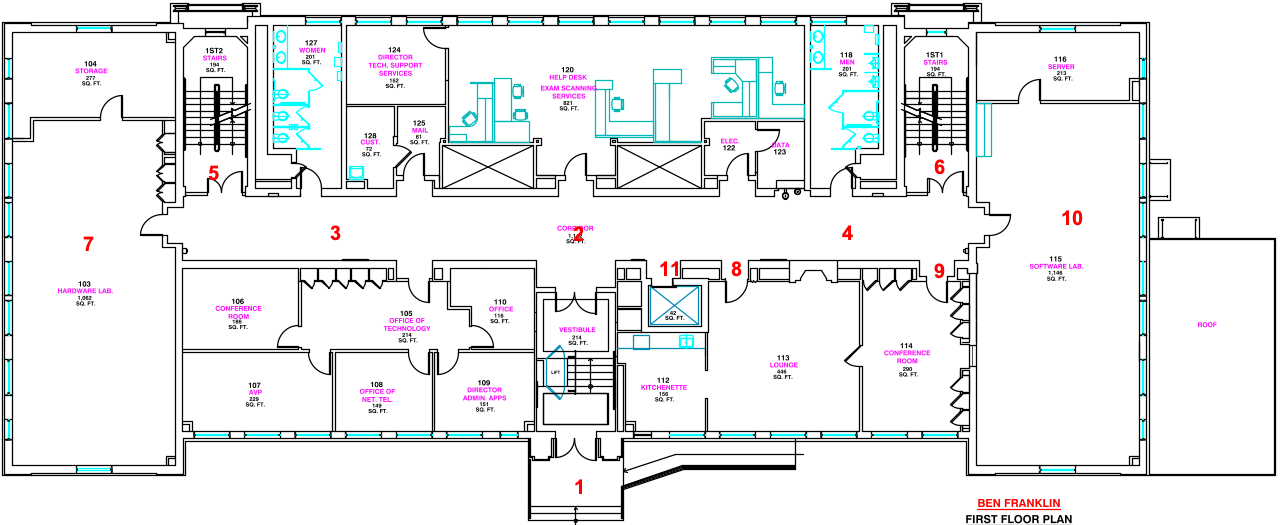 104
STORAGE
277
SQ. FT.
1ST2
STAIRS
194
SQ. FT.
127
WOMEN
201
SQ. FT.
124
DIRECTOR
TECH. SUPPORT
SERVICES
152
SQ. FT.
120
HELP DESK
EXAM SCANNING
SERVICES
821
SQ. FT.
118
MEN
201
SQ. FT.
1ST1
STAIRS
194
SQ. FT.
116
SERVER
213
SQ. FT.
128
CUST.
72
SQ. FT.
125
MAIL
61
SQ. FT.
ELEC.
122
DATA
123
5
6
7
3
CORRIDOR
2
SQ. FT.
4
10
11
8
9
103
HARDWARE LAB.
1,062
SQ. FT.
115
SOFTWARE LAB.
1,146
SQ. FT.
106
CONFERENCE
ROOM
186
SQ. FT.
105
OFFICE OF
TECHNOLOGY
214
SQ. FT.
110
OFFICE
116
SQ. FT.
VESTIBULE
214
SQ. FT.
42
SQ. FT.
ROOF
107
AVP
229
SQ. FT.
108
OFFICE OF
NET. TEL.
149
SQ. FT.
109
DIRECTOR
ADMIN. APPS
151
SQ. FT.
LIFT
112
KITCHENETTE
156
SQ. FT.
113
LOUNGE
446
SQ. FT.
114
CONFERENCE
ROOM
290
SQ. FT.
1
BEN FRANKLIN
FIRST FLOOR PLAN